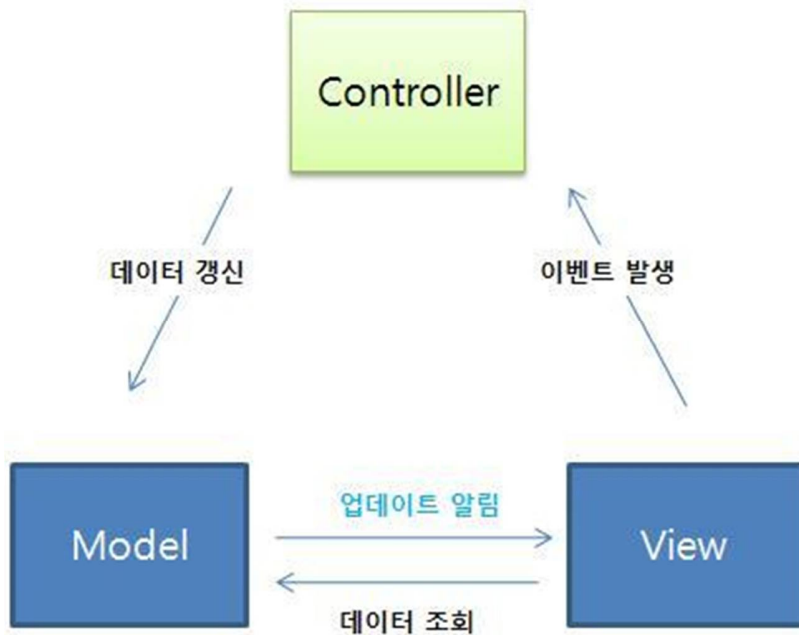 Controller
데이터 갱신
이벤트 발생
업데이트 알림
Model
View
데이터 조회